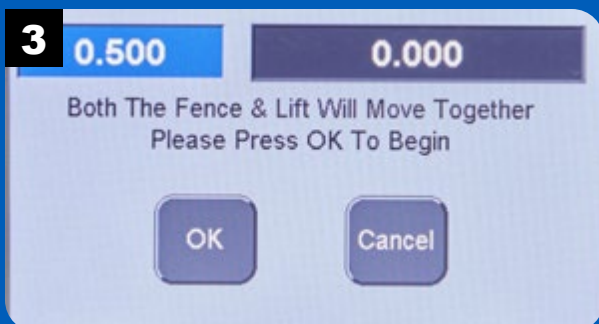 3
0.500 0.000
Both The Fence & Lift Will Move Together
Please Press OK To Begin
OK Cancel